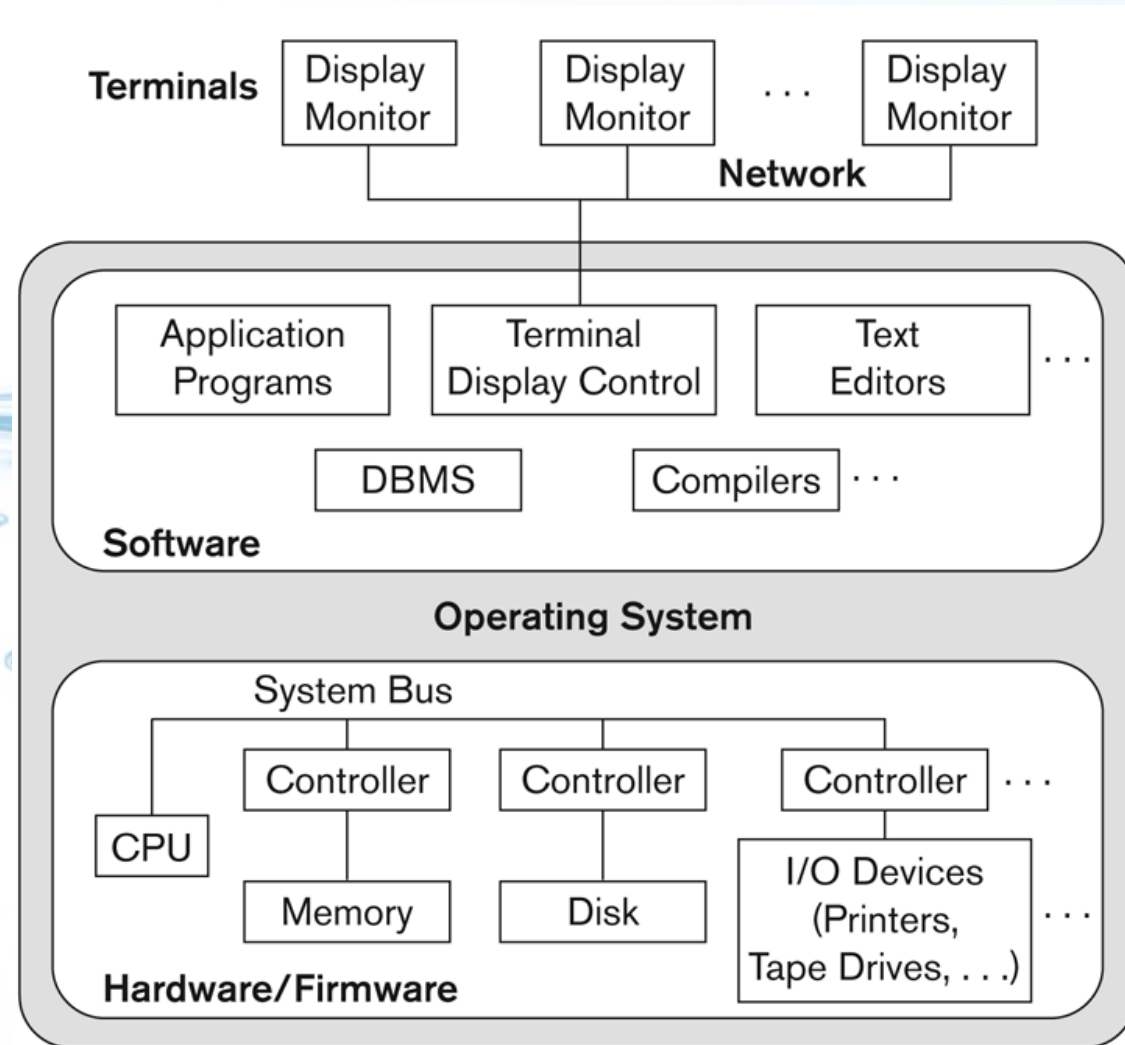 Terminals
Display
Monitor
Display
Monitor
. . .
Display
Monitor
Network
Application
Programs
Terminal
Display Control
Text
Editors
. . .
DBMS
Compilers
. . .
Software
Operating System
System Bus
Controller
Controller
Controller
. . .
CPU
Memory
Disk
I/O Devices
(Printers,
Tape Drives, . . .)
. . .
Hardware/Firmware